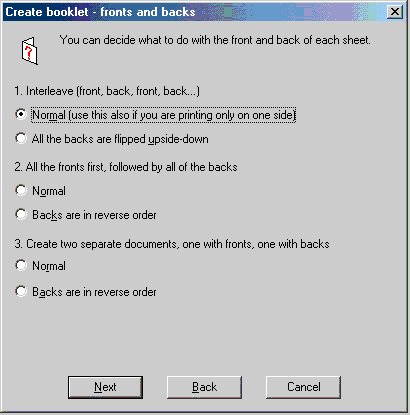 Create booklet - fronts and backs
You can decide what to do with the front and back of each sheet.
1. Interleave (front, back, front, back...)
Normal (use this also if you are printing only on one side)
All the backs are flipped upside-down
2. All the fronts first, followed by all of the backs
Normal
Backs are in reverse order
3. Create two separate documents, one with fronts, one with backs
Normal
Backs are in reverse order
Next Back Cancel